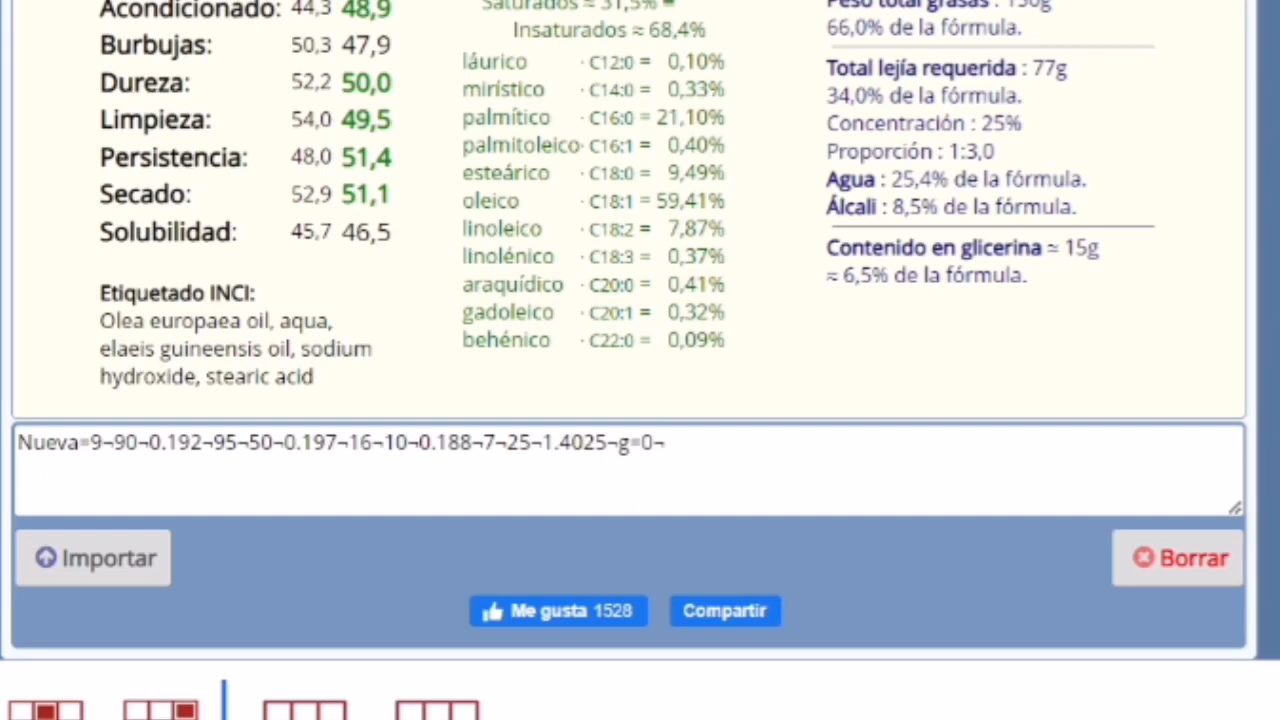 Acondicionado: 44,3 48,9
Burbujas: 50,3 47,9
Dureza: 52,2 50,0
Limpieza: 54,0 49,5
Persistencia: 48,0 51,4
Secado: 52,9 51,1
Solubilidad: 45,7 46,5
Etiquetado INCI:
Olea europaea oil, aqua,
elaeis guineensis oil, sodium
hydroxide, stearic acid
Saturados ≈ 31,5%
Insaturados ≈ 68,4%
láurico · C12:0 = 0,10%
mirístico · C14:0 = 0,33%
palmítico · C16:0 = 21,10%
palmitoleico · C16:1 = 0,40%
esteárico · C18:0 = 9,49%
oleico · C18:1 = 59,41%
linoleico · C18:2 = 7,87%
linolénico · C18:3 = 0,37%
araquídico · C20:0 = 0,41%
gadoleico · C20:1 = 0,32%
behénico · C22:0 = 0,09%
Peso total grasas : 150g
66,0% de la fórmula.
Total lejía requerida : 77g
34,0% de la fórmula.
Concentración : 25%
Proporción : 1:3,0
Agua : 25,4% de la fórmula.
Álcali : 8,5% de la fórmula.
Contenido en glicerina ≈ 15g
≈ 6,5% de la fórmula.
Nueva=9¬90¬0.192¬95¬50¬0.197¬16¬10¬0.188¬7¬25¬1.4025¬g=0¬
Importar
Borrar
Me gusta 1528
Compartir